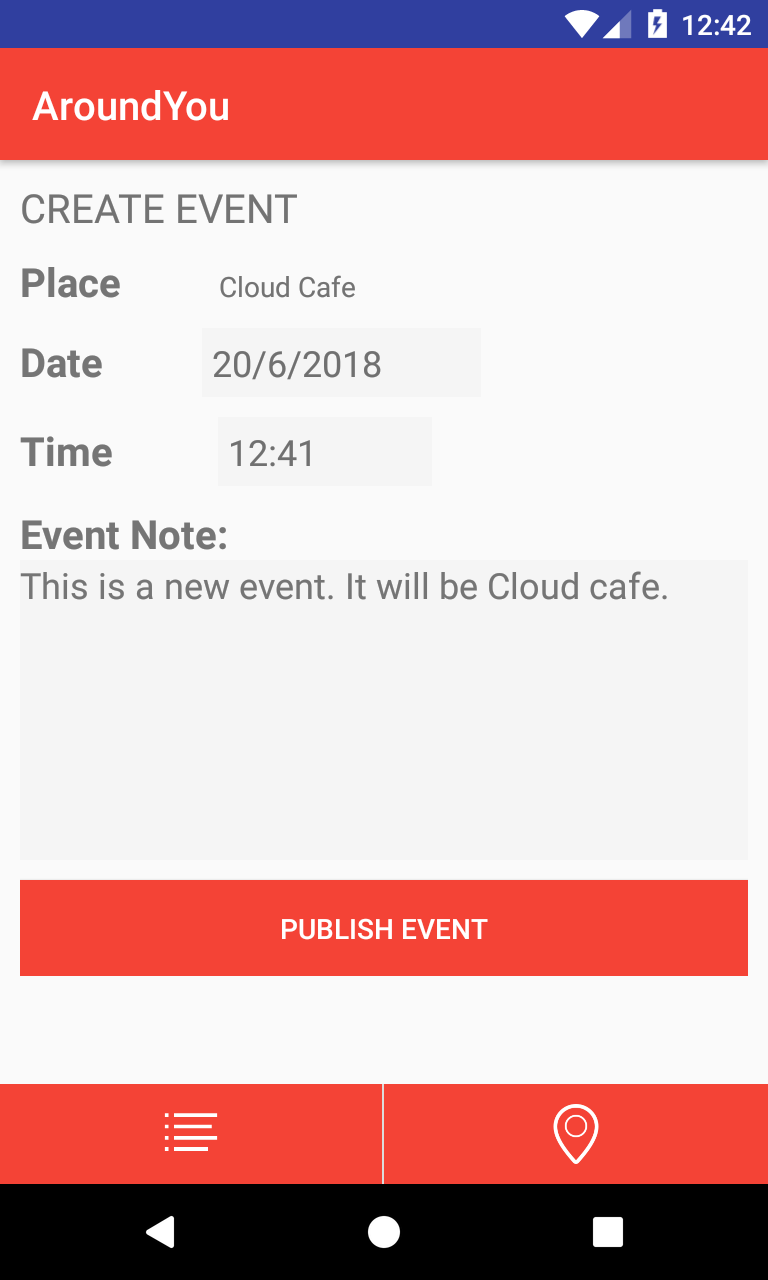 12:42
AroundYou
CREATE EVENT
Place Cloud Cafe
Date 20/6/2018
Time 12:41
Event Note:
This is a new event. It will be Cloud cafe.
PUBLISH EVENT